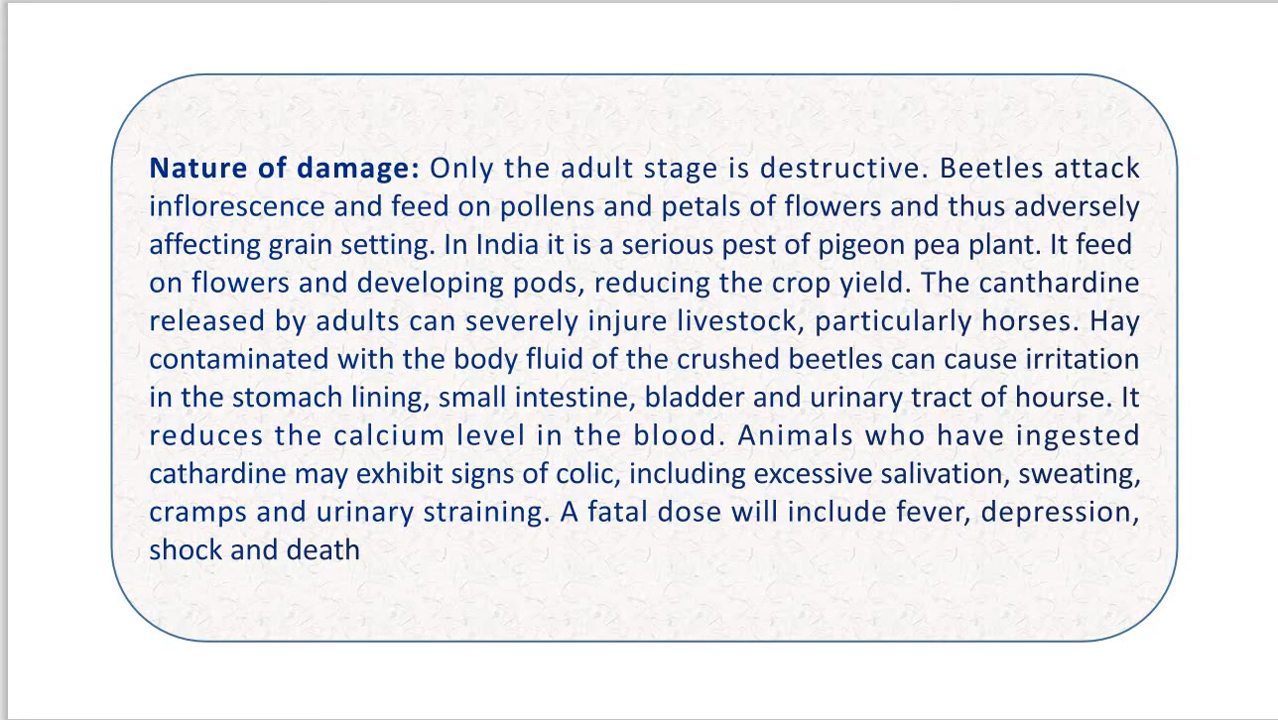 Nature of damage: Only the adult stage is destructive. Beetles attack
inflorescence and feed on pollens and petals of flowers and thus adversely
affecting grain setting. In India it is a serious pest of pigeon pea plant. It feed
on flowers and developing pods, reducing the crop yield. The canthardine
released by adults can severely injure livestock, particularly horses. Hay
contaminated with the body fluid of the crushed beetles can cause irritation
in the stomach lining, small intestine, bladder and urinary tract of hourse. It
reduces the calcium level in the blood. Animals who have ingested
cathardine may exhibit signs of colic, including excessive salivation, sweating,
cramps and urinary straining. A fatal dose will include fever, depression,
shock and death